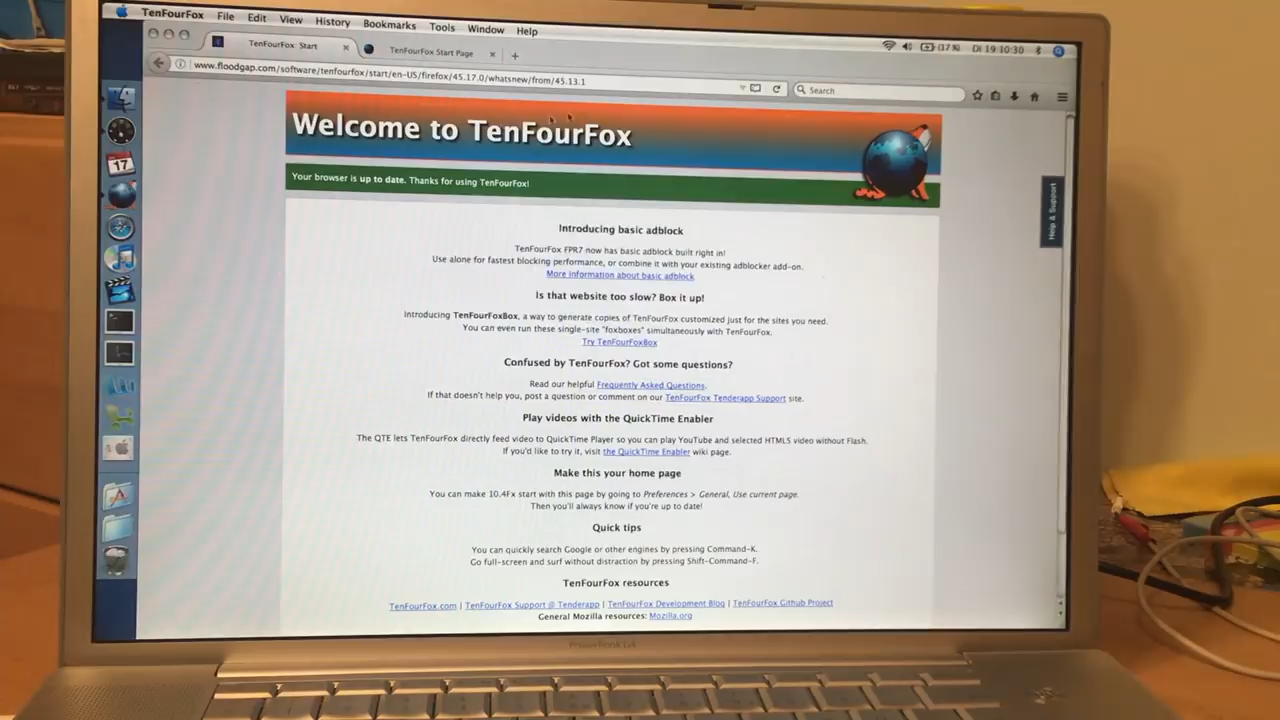 TenFourFox File Edit View History Bookmarks Tools Window Help
Di 19 10:30
TenFourFox: Start
TenFourFox Start Page
www.floodgap.com/software/tenfourfox/start/en-US/firefox/45.17.0/whatsnew/from/45.13.1
Search
Welcome to TenFourFox
Your browser is up to date. Thanks for using TenFourFox!
Help & Support
17
Introducing basic adblock
TenFourFox FPR7 now has basic adblock built right in!
Use alone for fastest blocking performance, or combine it with your existing adblocker add-on.
More information about basic adblock
Is that website too slow? Box it up!
Introducing TenFourFoxBox, a way to generate copies of TenFourFox customized just for the sites you need.
You can even run these single-site "foxboxes" simultaneously with TenFourFox.
Try TenFourFoxBox
Confused by TenFourFox? Got some questions?
Read our helpful Frequently Asked Questions.
If that doesn't help you, post a question or comment on our TenFourFox Tenderapp Support site.
Play videos with the QuickTime Enabler
The QTE lets TenFourFox directly feed video to QuickTime Player so you can play YouTube and selected HTML5 video without Flash.
If you'd like to try it, visit the QuickTime Enabler wiki page.
Make this your home page
You can make 10.4Fx start with this page by going to Preferences > General, Use current page.
Then you'll always know if you're up to date!
Quick tips
You can quickly search Google or other engines by pressing Command-K.
Go full-screen and surf without distraction by pressing Shift-Command-F.
TenFourFox resources
TenFourFox.com | TenFourFox Support @ Tenderapp | TenFourFox Development Blog | TenFourFox Github Project
General Mozilla resources: Mozilla.org
PowerBook G4